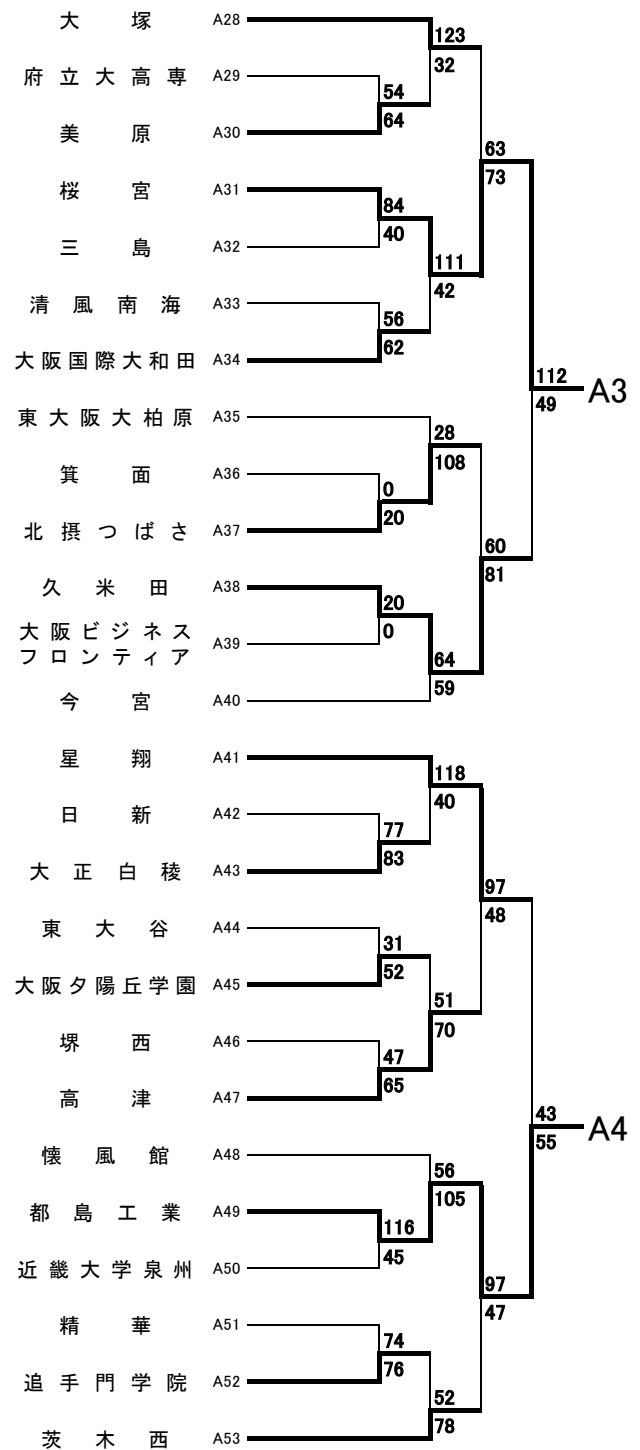 大塚 A28
123
32
府立大高専 A29
54
64
美原 A30
63
73
桜宮 A31
84
40
三島 A32
111
42
清風南海 A33
56
62
大阪国際大和田 A34
112
49
A3
東大阪大柏原 A35
28
108
箕面 A36
0
20
北摂つばさ A37
60
81
久米田 A38
20
0
大阪ビジネス
フロンティア A39
64
59
今宮 A40
星翔 A41
118
40
日新 A42
77
83
大正白稜 A43
97
48
東大谷 A44
31
52
大阪夕陽丘学園 A45
51
70
堺西 A46
47
65
高津 A47
43
55
A4
懐風館 A48
56
105
都島工業 A49
116
45
近畿大学泉州 A50
97
47
精華 A51
74
76
追手門学院 A52
52
78
茨木西 A53